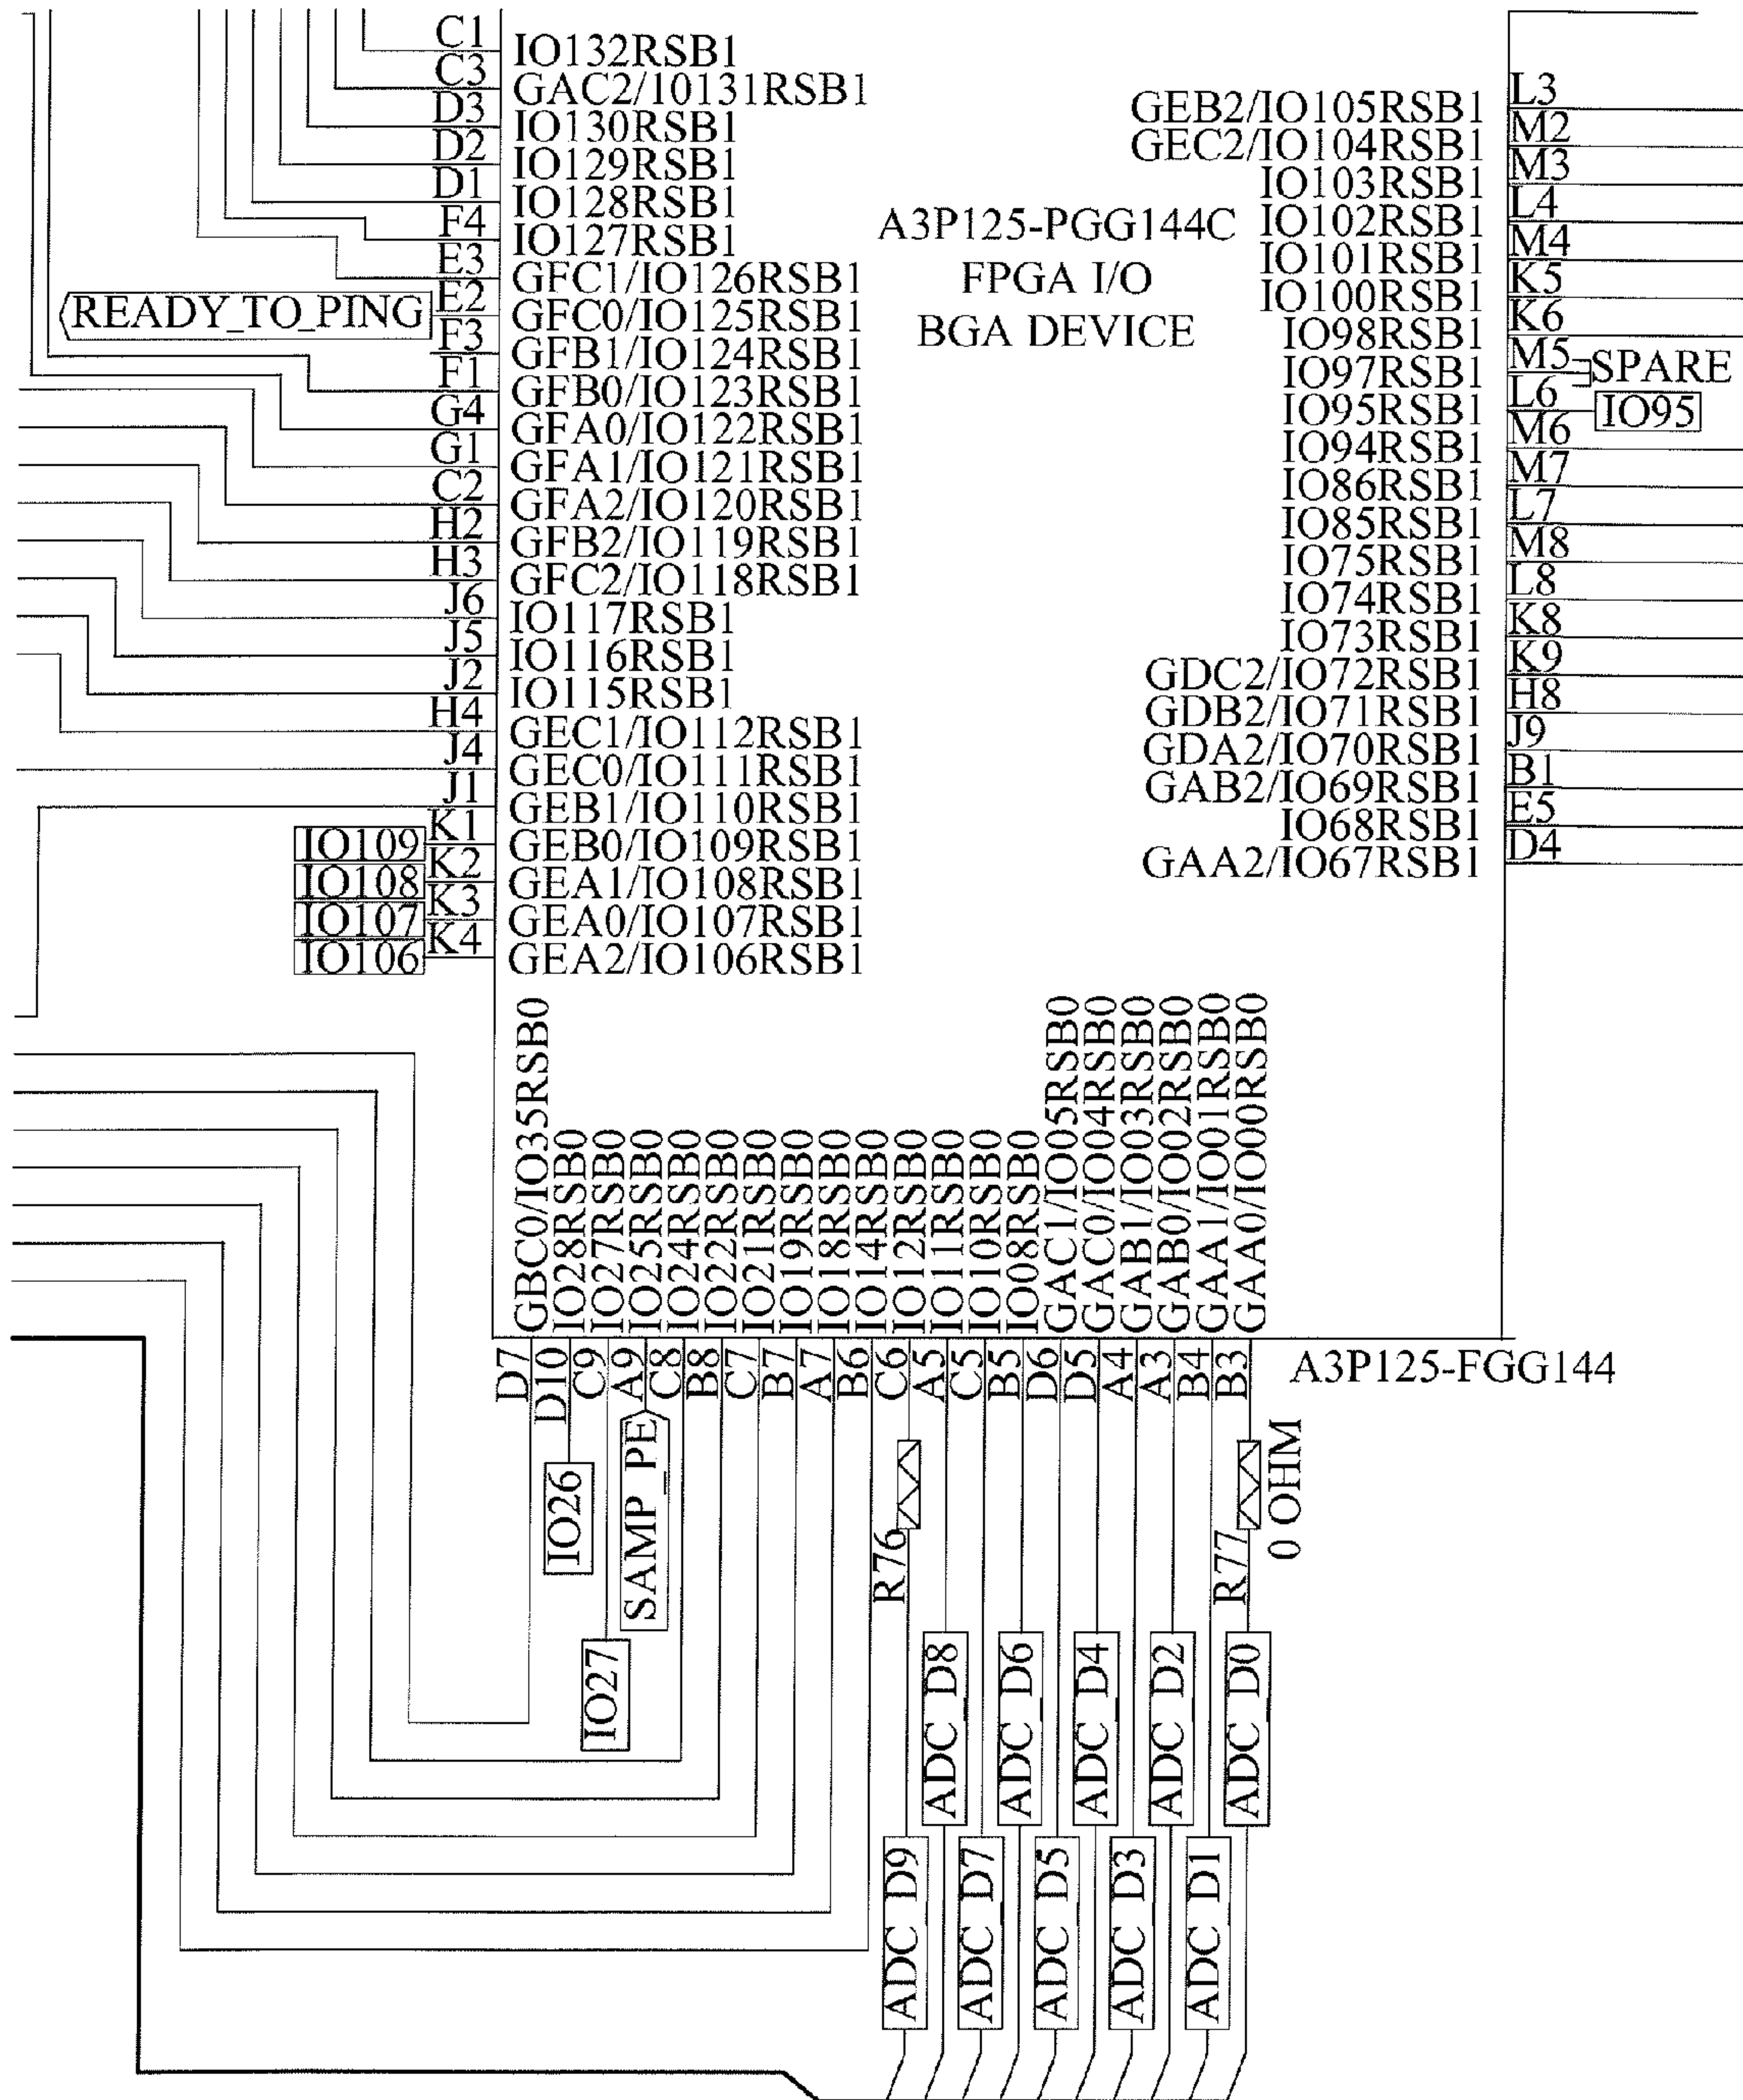 C1 IO132RSB1
C3 GAC2/10131RSB1
D3 IO130RSB1
D2 IO129RSB1
D1 IO128RSB1
F4 IO127RSB1
E3 GFC1/IO126RSB1
READY_TO_PING E2 GFC0/IO125RSB1
F3 GFB1/IO124RSB1
F1 GFB0/IO123RSB1
G4 GFA0/IO122RSB1
G1 GFA1/IO121RSB1
C2 GFA2/IO120RSB1
H2 GFB2/IO119RSB1
H3 GFC2/IO118RSB1
J6 IO117RSB1
J5 IO116RSB1
J2 IO115RSB1
H4 GEC1/IO112RSB1
J4 GEC0/IO111RSB1
J1 GEB1/IO110RSB1
IO109 K1 GEB0/IO109RSB1
IO108 K2 GEA1/IO108RSB1
IO107 K3 GEA0/IO107RSB1
IO106 K4 GEA2/IO106RSB1
A3P125-PGG144C
FPGA I/O
BGA DEVICE
GEB2/IO105RSB1 L3
GEC2/IO104RSB1 M2
IO103RSB1 M3
IO102RSB1 L4
IO101RSB1 M4
IO100RSB1 K5
IO98RSB1 K6
IO97RSB1 M5 SPARE
IO95RSB1 L6 IO95
IO94RSB1 M6
IO86RSB1 M7
IO85RSB1 L7
IO75RSB1 M8
IO74RSB1 L8
IO73RSB1 K8
GDC2/IO72RSB1 K9
GDB2/IO71RSB1 H8
GDA2/IO70RSB1 J9
GAB2/IO69RSB1 B1
IO68RSB1 E5
GAA2/IO67RSB1 D4
GBC0/IO35RSB0 D7
IO28RSB0 D10 IO26
IO27RSB0 C9 IO27
IO25RSB0 A9 SAMP_PE
IO24RSB0 C8
IO22RSB0 B8
IO21RSB0 C7
IO19RSB0 B7
IO18RSB0 A7
IO14RSB0 B6
IO12RSB0 C6 R76 ADC_D9
IO11RSB0 A5 ADC_D8
IO10RSB0 C5 ADC_D7
IO08RSB0 B5 ADC_D6
GAC1/IO05RSB0 D6 ADC_D5
GAC0/IO04RSB0 D5 ADC_D4
GAB1/IO03RSB0 A4 ADC_D3
GAB0/IO02RSB0 A3 ADC_D2
GAA1/IO01RSB0 B4 ADC_D1
GAA0/IO00RSB0 B3 R77 ADC_D0
0 OHM
A3P125-FGG144